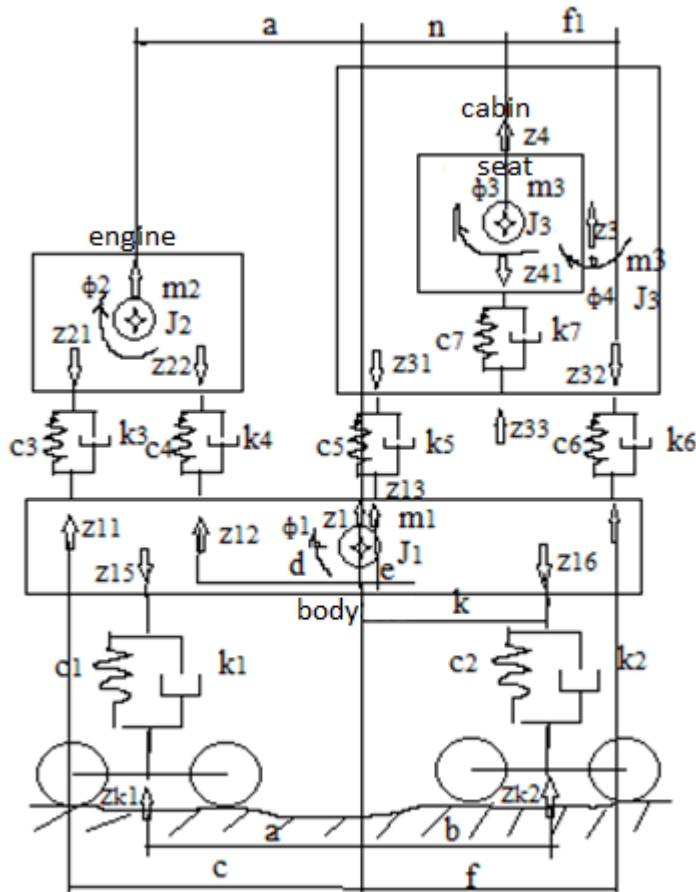 a n f1
cabin
z4
seat
ϕ3 m3
J3
z3
engine
z41
m3
ϕ4 J3
ϕ2 m2
J2
z21
z22
c7 k7
z31
z32
c3 k3 c4 k4
c5 k5
z33
c6 k6
z13
z11 z12 ϕ1 z1 m1
J1
z15 d e z16
body k
c1 k1 c2 k2
zk1 zk2
a b
c f